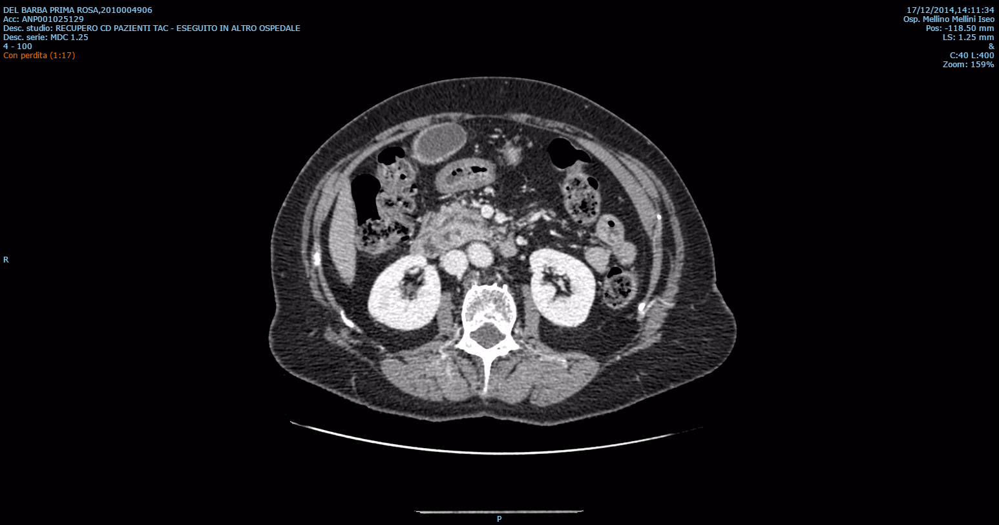 DEL BARBA PRIMA ROSA,2010004906
Acc: ANP001025129
Desc. studio: RECUPERO CD PAZIENTI TAC - ESEGUITO IN ALTRO OSPEDALE
Desc. serie: MDC 1.25
4 - 100
Con perdita (1:17)
17/12/2014,14:11:34
Osp. Mellino Mellini Iseo
Pos: -118.50 mm
LS: 1.25 mm
&
C:40 L:400
Zoom: 159%
R
P